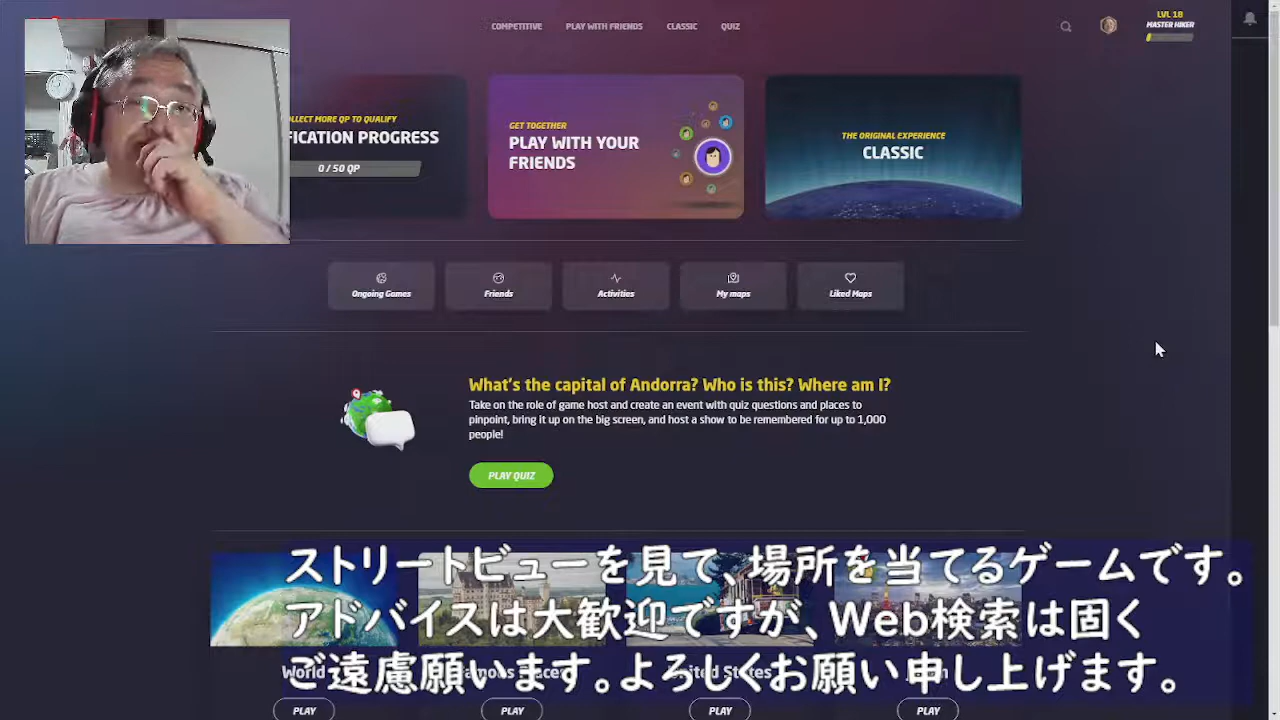 COMPETITIVE
PLAY WITH FRIENDS
CLASSIC
QUIZ
LVL 18
MASTER HIKER
LLECT MORE QP TO QUALIFY
FICATION PROGRESS
0 / 50 QP
GET TOGETHER
PLAY WITH YOUR
FRIENDS
THE ORIGINAL EXPERIENCE
CLASSIC
Ongoing Games
Friends
Activities
My maps
Liked Maps
What's the capital of Andorra? Who is this? Where am I?
Take on the role of game host and create an event with quiz questions and places to
pinpoint, bring it up on the big screen, and host a show to be remembered for up to 1,000
people!
PLAY QUIZ
ストリートビューを見て、場所を当てるゲームです。
アドバイスは大歓迎ですが、Web検索は固く
ご遠慮願います。よろしくお願い申し上げます。
World
United States
PLAY
PLAY
PLAY
PLAY